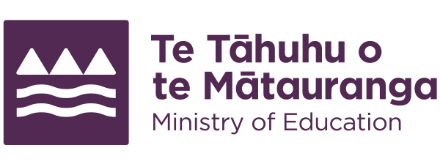 Te Tāhuhu o
te Mātauranga
Ministry of Education